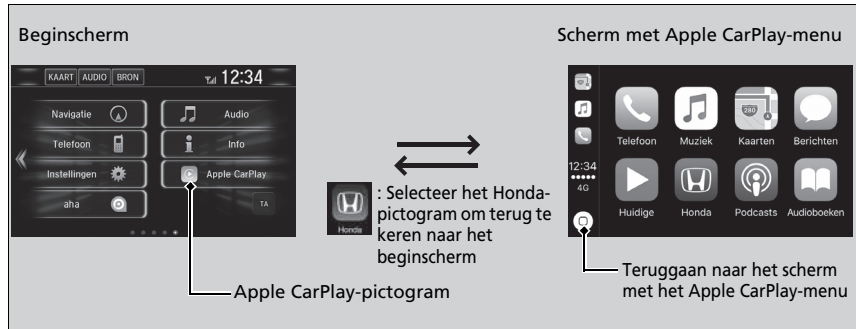 Beginscherm
Scherm met Apple CarPlay-menu
KAART AUDIO BRON 12:34
Navigatie Audio
Telefoon Info
Instellingen Apple CarPlay
aha TA
: Selecteer het Honda-
pictogram om terug te
keren naar het
beginscherm
Honda
Apple CarPlay-pictogram
280
Telefoon Muziek Kaarten Berichten
12:34
4G
Huidige Honda Podcasts Audioboeken
Teruggaan naar het scherm
met het Apple CarPlay-menu